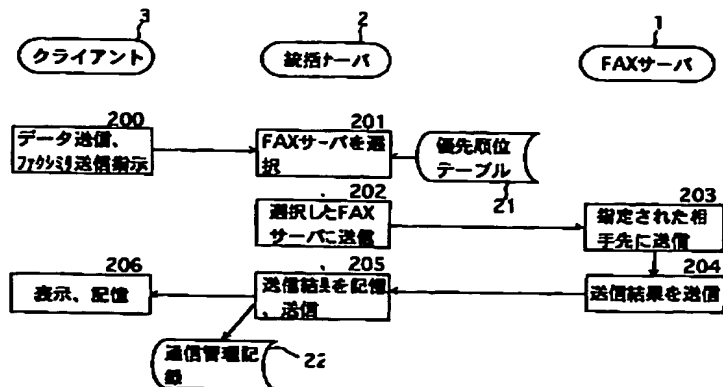 3
2
1
クライアント
統括サーバ
FAXサーバ
200
データ送信、
ファクシミリ送信指示
201
FAXサーバを選
択
優先順位
テーブル
21
202
選択したFAX
サーバに送信
203
指定された相
手先に送信
206
表示、記憶
205
送信結果を記憶
、送信
204
送信結果を送信
通信管理記
録
22